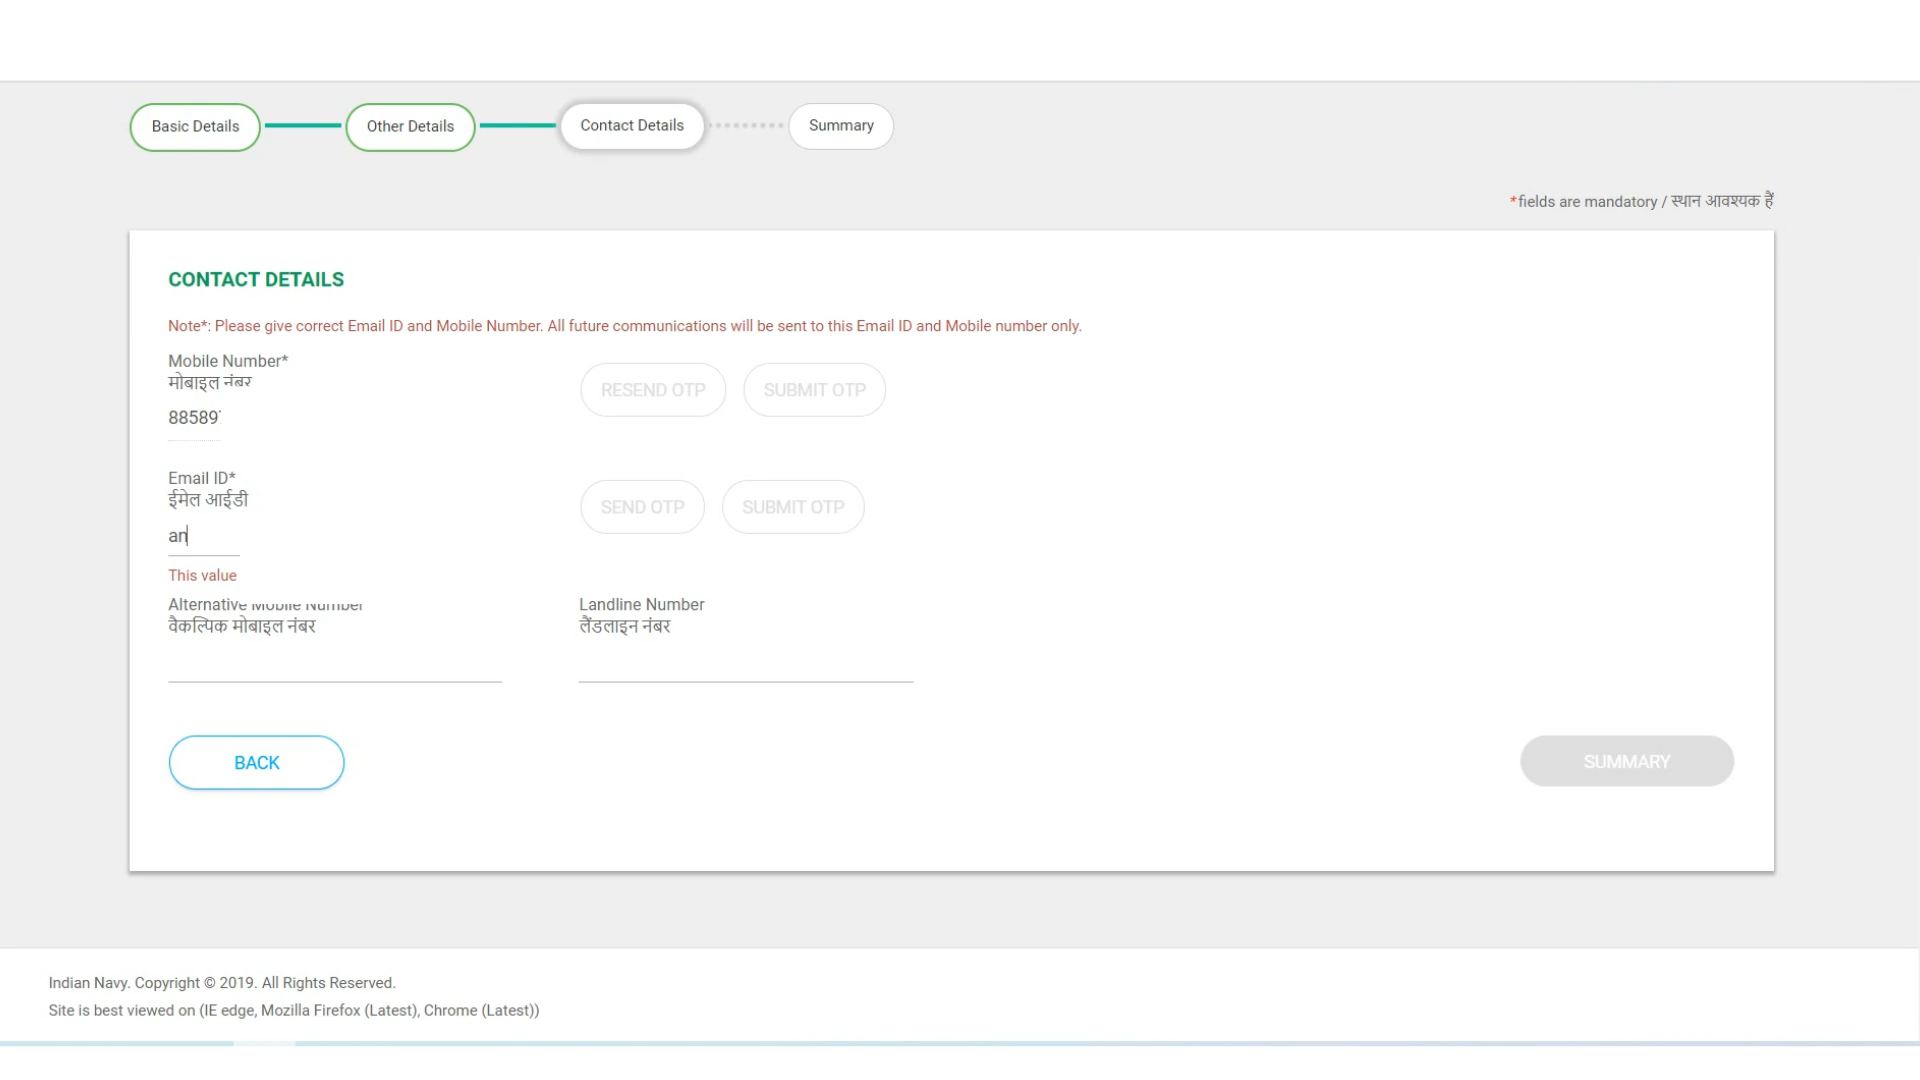 Basic Details
Other Details
Contact Details
Summary
*fields are mandatory / स्थान आवश्यक हैं
CONTACT DETAILS
Note*: Please give correct Email ID and Mobile Number. All future communications will be sent to this Email ID and Mobile number only.
Mobile Number*
मोबाइल नंबर
88589
RESEND OTP
SUBMIT OTP
Email ID*
ईमेल आईडी
an
SEND OTP
SUBMIT OTP
This value
Alternative Mobile Number
वैकल्पिक मोबाइल नंबर
Landline Number
लैंडलाइन नंबर
BACK
SUMMARY
Indian Navy. Copyright © 2019. All Rights Reserved.
Site is best viewed on (IE edge, Mozilla Firefox (Latest), Chrome (Latest))